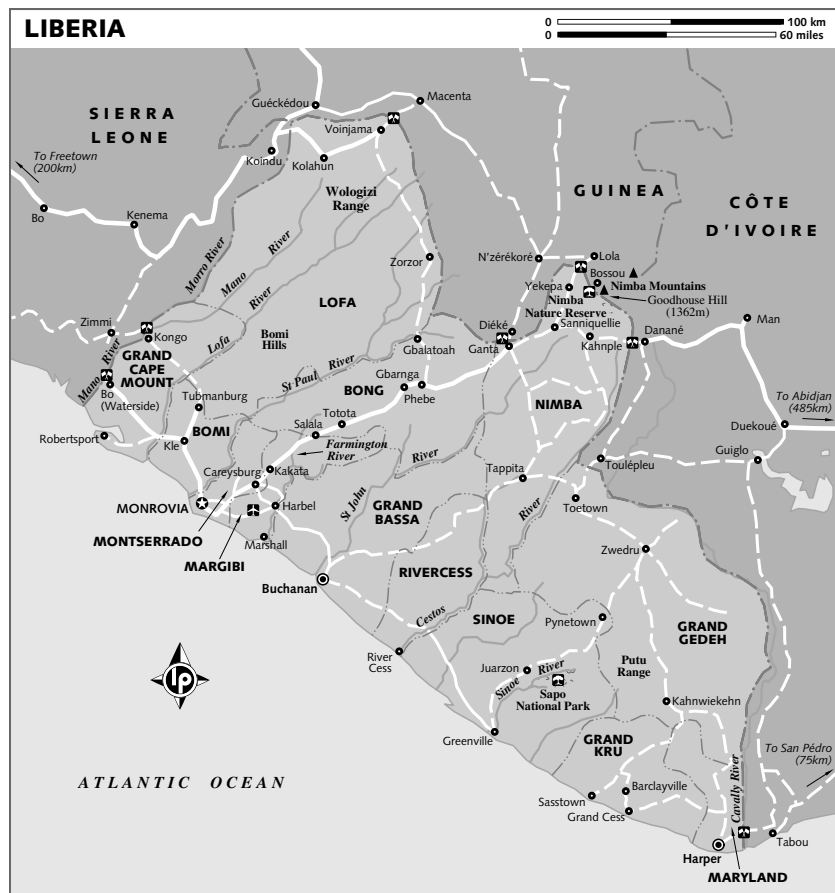 LIBERIA
0 100 km
0 60 miles
SIERRA
LEONE
Guéckédou
Macenta
Voinjama
To Freetown
(200km)
Koindu
Kolahun
GUINEA
CÔTE
D'IVOIRE
Wologizi
Range
Bo
Kenema
Morro River
Mano River
Zorzor
N'zérékoré
Lola
Bossou
Nimba Mountains
Yekepa
Goodhouse Hill
(1362m)
Nimba
Nature Reserve
LOFA
Lofa River
Zimmi
Kongo
Bomi
Hills
Diéké
Sanniquellie
Danané
Man
Ganta
Kahnple
Gbalatoah
GRAND
CAPE
MOUNT
Mano River
St Paul River
Gbarnga
Phebe
BONG
Bo
(Waterside)
Tubmanburg
NIMBA
To Abidjan
(485km)
Totota
Salala
BOMI
Duekoué
Robertsport
Kle
Farmington
River
Guiglo
Careysburg
Kakata
St John River
Tappita
Toulépleu
MONROVIA
Harbel
GRAND
BASSA
Toetown
MONTSERRADO
Marshall
MARGIBI
Zwedru
Buchanan
RIVERCESS
Cestos River
SINOE
Pynetown
GRAND
GEDEH
River
Cess
Juarzon
Sinoe River
Putu
Range
lp
Sapo
National Park
Kahnwiekehn
Greenville
GRAND
KRU
To San Pédro
(75km)
ATLANTIC OCEAN
Cavally River
Barclayville
Sasstown
Grand Cess
Tabou
Harper
MARYLAND